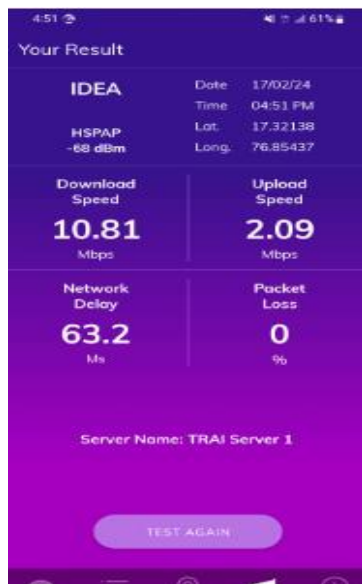 4:51 61%
Your Result
IDEA
HSPAP
-68 dBm
Date 17/02/24
Time 04:51 PM
Lat. 17.32138
Long. 76.85437
Download Speed
10.81
Mbps
Upload Speed
2.09
Mbps
Network Delay
63.2
Ms
Packet Loss
0
%
Server Name: TRAI Server 1
TEST AGAIN